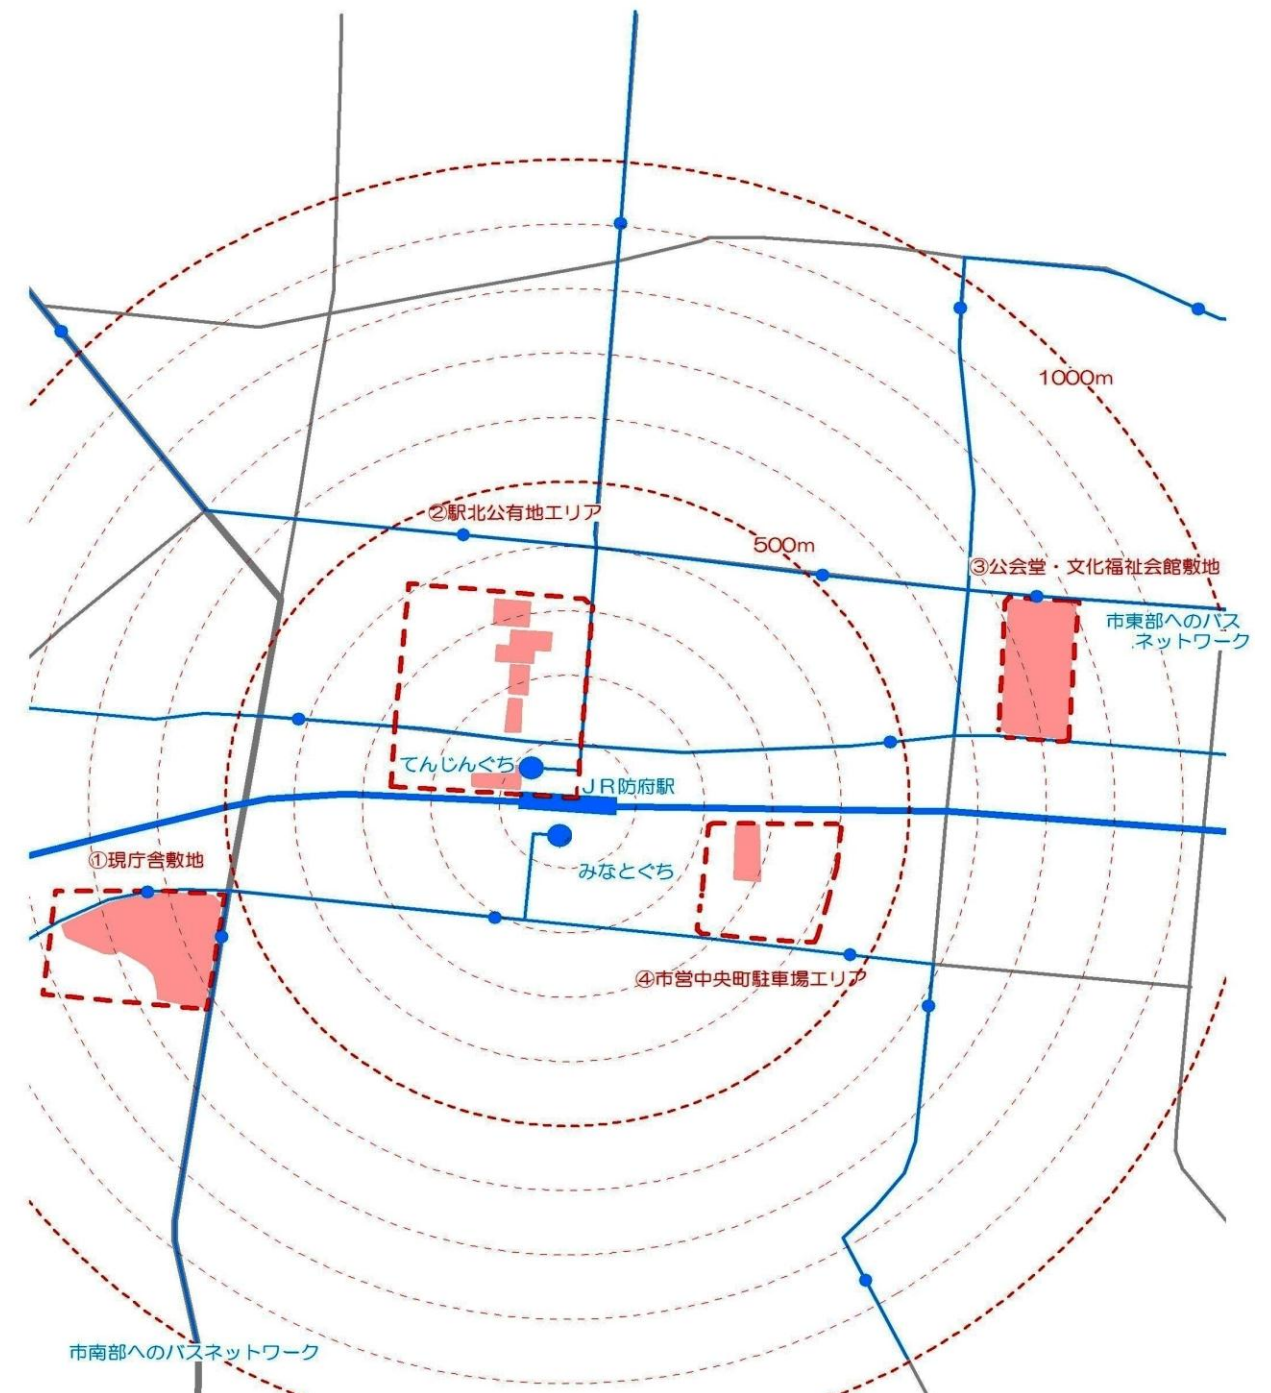 1000m
②駅北公有地エリア
500m
③公会堂・文化福祉会館敷地
市東部へのバス
ネットワーク
てんじんぐち
JR防府駅
①現庁舎敷地
みなとぐち
④市営中央町駐車場エリア
市南部へのバスネットワーク